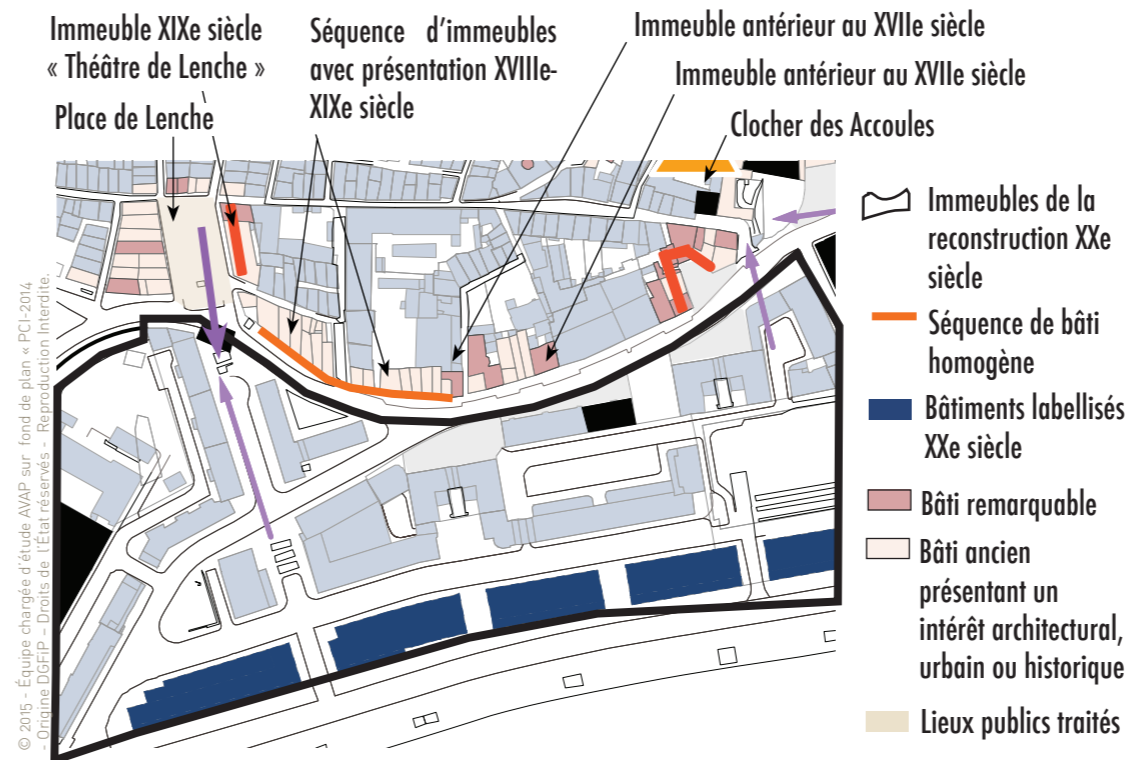 Immeuble XIXe siècle
« Théâtre de Lenche »
Place de Lenche
Séquence d’immeubles
avec présentation XVIIIe-
XIXe siècle
Immeuble antérieur au XVIIe siècle
Immeuble antérieur au XVIIe siècle
Clocher des Accoules
Immeubles de la
reconstruction XXe
siècle
Séquence de bâti
homogène
Bâtiments labellisés
XXe siècle
Bâti remarquable
Bâti ancien
présentant un
intérêt architectural,
urbain ou historique
Lieux publics traités
© 2015 - Équipe chargée d’étude AVAP sur fond de plan « PCI-2014
- Origine DGFiP – Droits de l’État réservés - Reproduction Interdite.